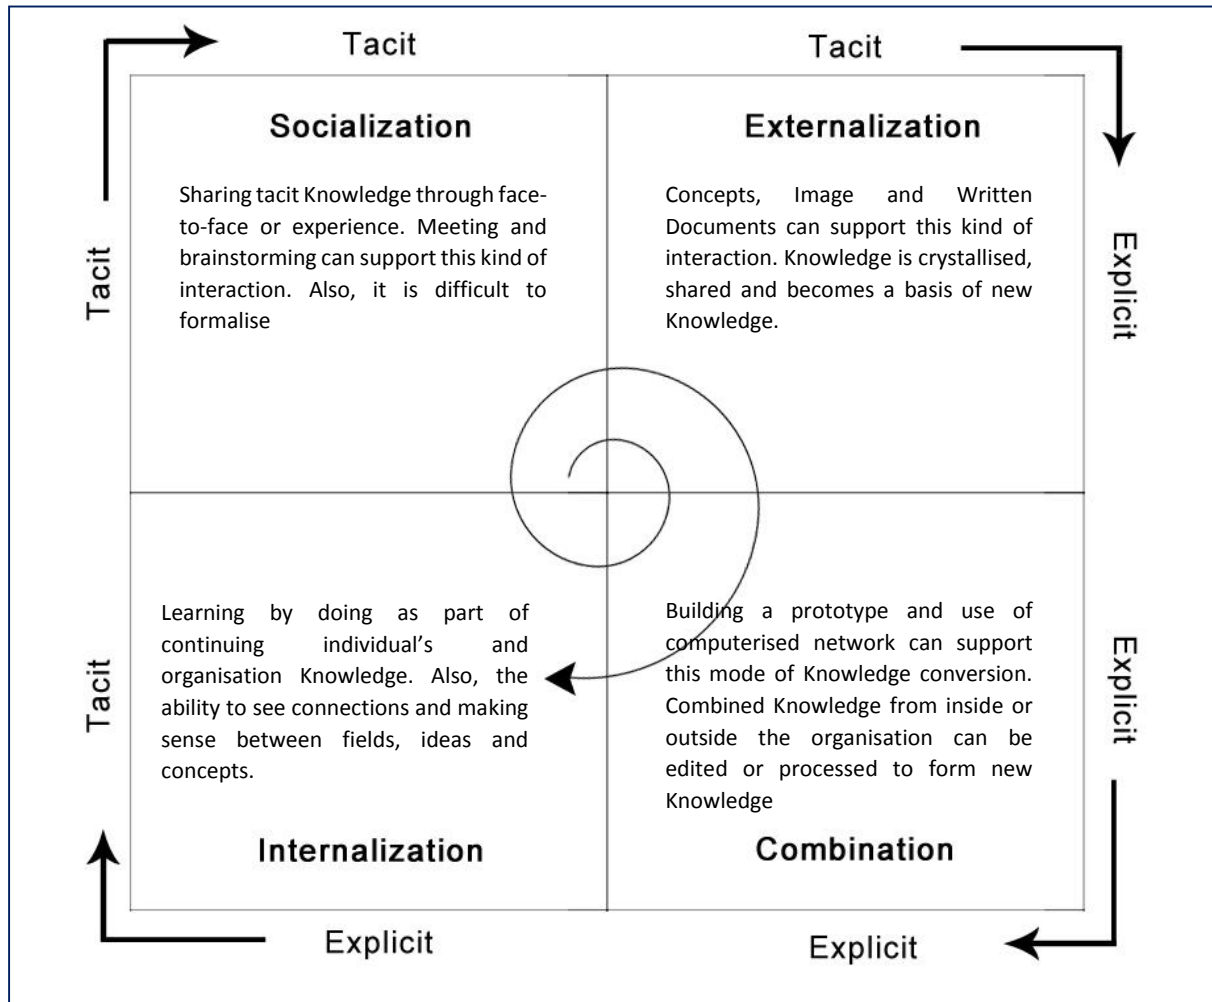 Tacit
Tacit
Socialization
Sharing tacit Knowledge through face-
to-face or experience. Meeting and
brainstorming can support this kind of
interaction. Also, it is difficult to
formalise
Tacit
Externalization
Concepts, Image and Written
Documents can support this kind of
interaction. Knowledge is crystallised,
shared and becomes a basis of new
Knowledge.
Explicit
Tacit
Learning by doing as part of
continuing individual’s and
organisation Knowledge. Also, the
ability to see connections and making
sense between fields, ideas and
concepts.
Internalization
Building a prototype and use of
computerised network can support
this mode of Knowledge conversion.
Combined Knowledge from inside or
outside the organisation can be
edited or processed to form new
Knowledge
Combination
Explicit
Explicit
Explicit